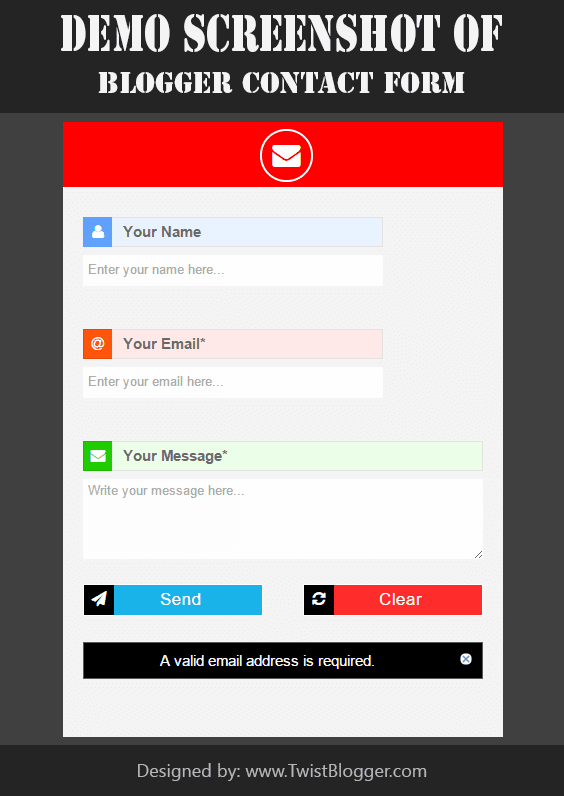 DEMO SCREENSHOT OF
BLOGGER CONTACT FORM
Your Name
Enter your name here...
@ Your Email*
Enter your email here...
Your Message*
Write your message here...
Send Clear
A valid email address is required.
Designed by: www.TwistBlogger.com